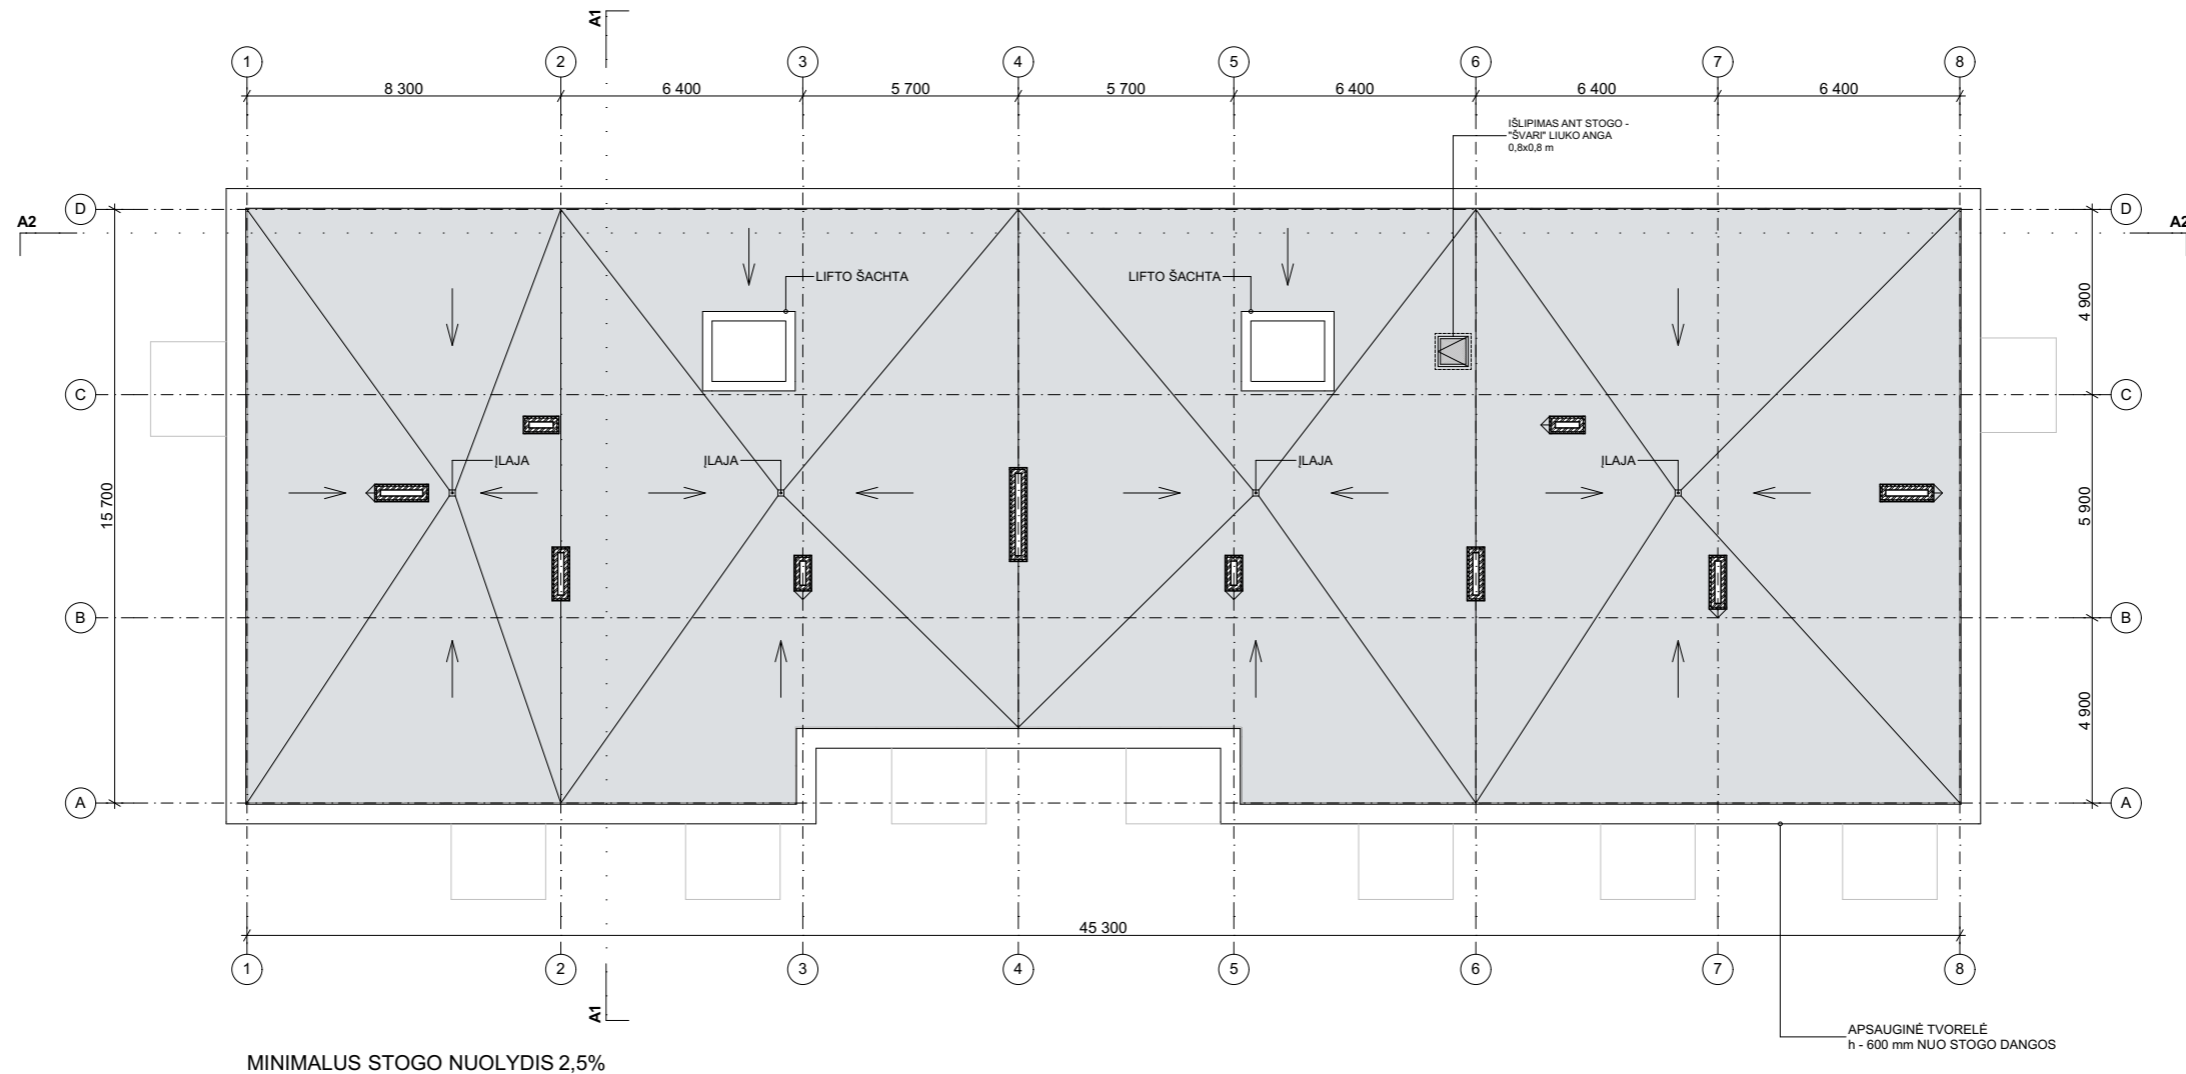 A1
1 2 3 4 5 6 7 8
8 300 6 400 5 700 5 700 6 400 6 400 6 400
IŠLIPIMAS ANT STOGO -
"ŠVARI" LIUKO ANGA
0,8x0,8 m
D D
A2 A2
LIFTO ŠACHTA LIFTO ŠACHTA
4 900
C C
ĮLAJA ĮLAJA ĮLAJA ĮLAJA
15 700 5 900
B B
4 900
A A
45 300
1 2 3 4 5 6 7 8
A1
APSAUGINĖ TVORELĖ
h - 600 mm NUO STOGO DANGOS
MINIMALUS STOGO NUOLYDIS 2,5%